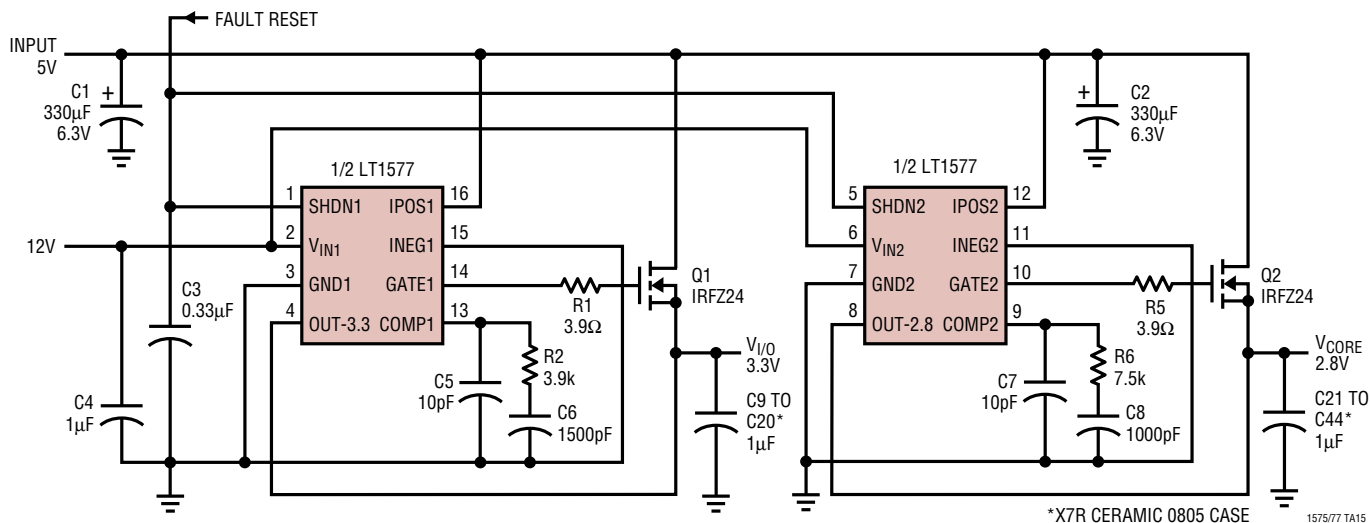 FAULT RESET
INPUT
5V
C1
+
330µF
6.3V
+
C2
330µF
6.3V
1/2 LT1577
1
SHDN1
IPOS1
16
12V
2
VIN1
INEG1
15
3
GND1
GATE1
14
4
OUT-3.3
COMP1
13
C3
0.33µF
C4
1µF
R1
3.9Ω
Q1
IRFZ24
R2
3.9k
C5
10pF
C6
1500pF
VI/O
3.3V
C9 TO
C20*
1µF
1/2 LT1577
5
SHDN2
IPOS2
12
6
VIN2
INEG2
11
7
GND2
GATE2
10
8
OUT-2.8
COMP2
9
R5
3.9Ω
Q2
IRFZ24
R6
7.5k
C7
10pF
C8
1000pF
VCORE
2.8V
C21 TO
C44*
1µF
*X7R CERAMIC 0805 CASE
1575/77 TA15